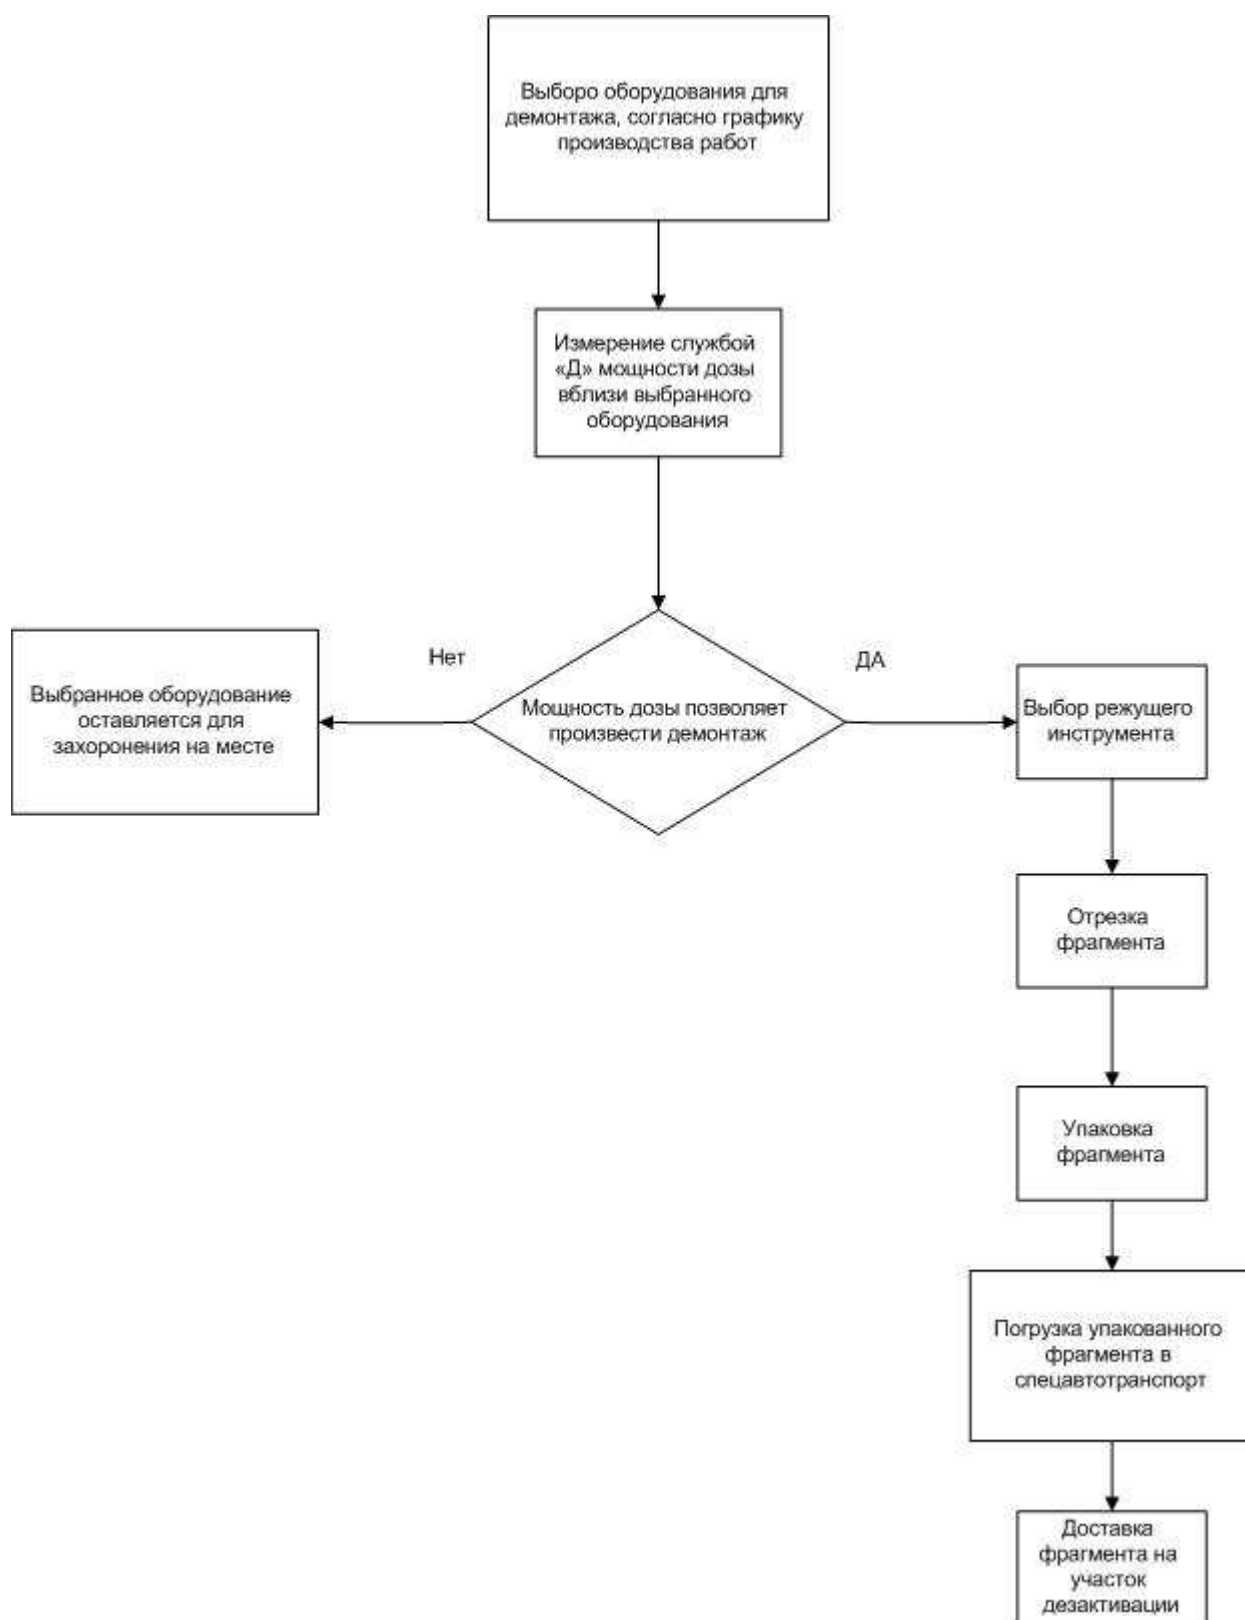 Выборо оборудования для
демонтажа, согласно графику
производства работ
Измерение службой
«Д» мощности дозы
вблизи выбранного
оборудования
Нет
ДА
Выбранное оборудование
оставляется для
захоронения на месте
Мощность дозы позволяет
произвести демонтаж
Выбор режущего
инструмента
Отрезка
фрагмента
Упаковка
фрагмента
Погрузка упакованного
фрагмента в
спецавтотранспорт
Доставка
фрагмента на
участок
дезактивации